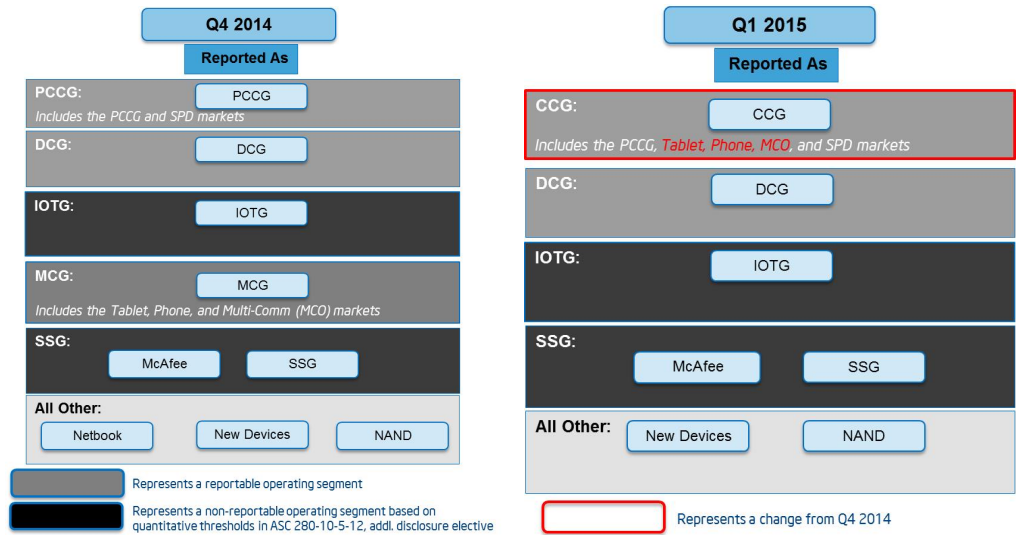 Q4 2014
Reported As
PCCG:
PCCG
Includes the PCCG and SPD markets
DCG:
DCG
IOTG:
IOTG
MCG:
MCG
Includes the Tablet, Phone, and Multi-Comm (MCO) markets
SSG:
McAfee
SSG
All Other:
Netbook
New Devices
NAND
Represents a reportable operating segment
Represents a non-reportable operating segment based on
quantitative thresholds in ASC 280-10-5-12, addl. disclosure elective
Q1 2015
Reported As
CCG:
CCG
Includes the PCCG, Tablet, Phone, MCO, and SPD markets
DCG:
DCG
IOTG:
IOTG
SSG:
McAfee
SSG
All Other:
New Devices
NAND
Represents a change from Q4 2014